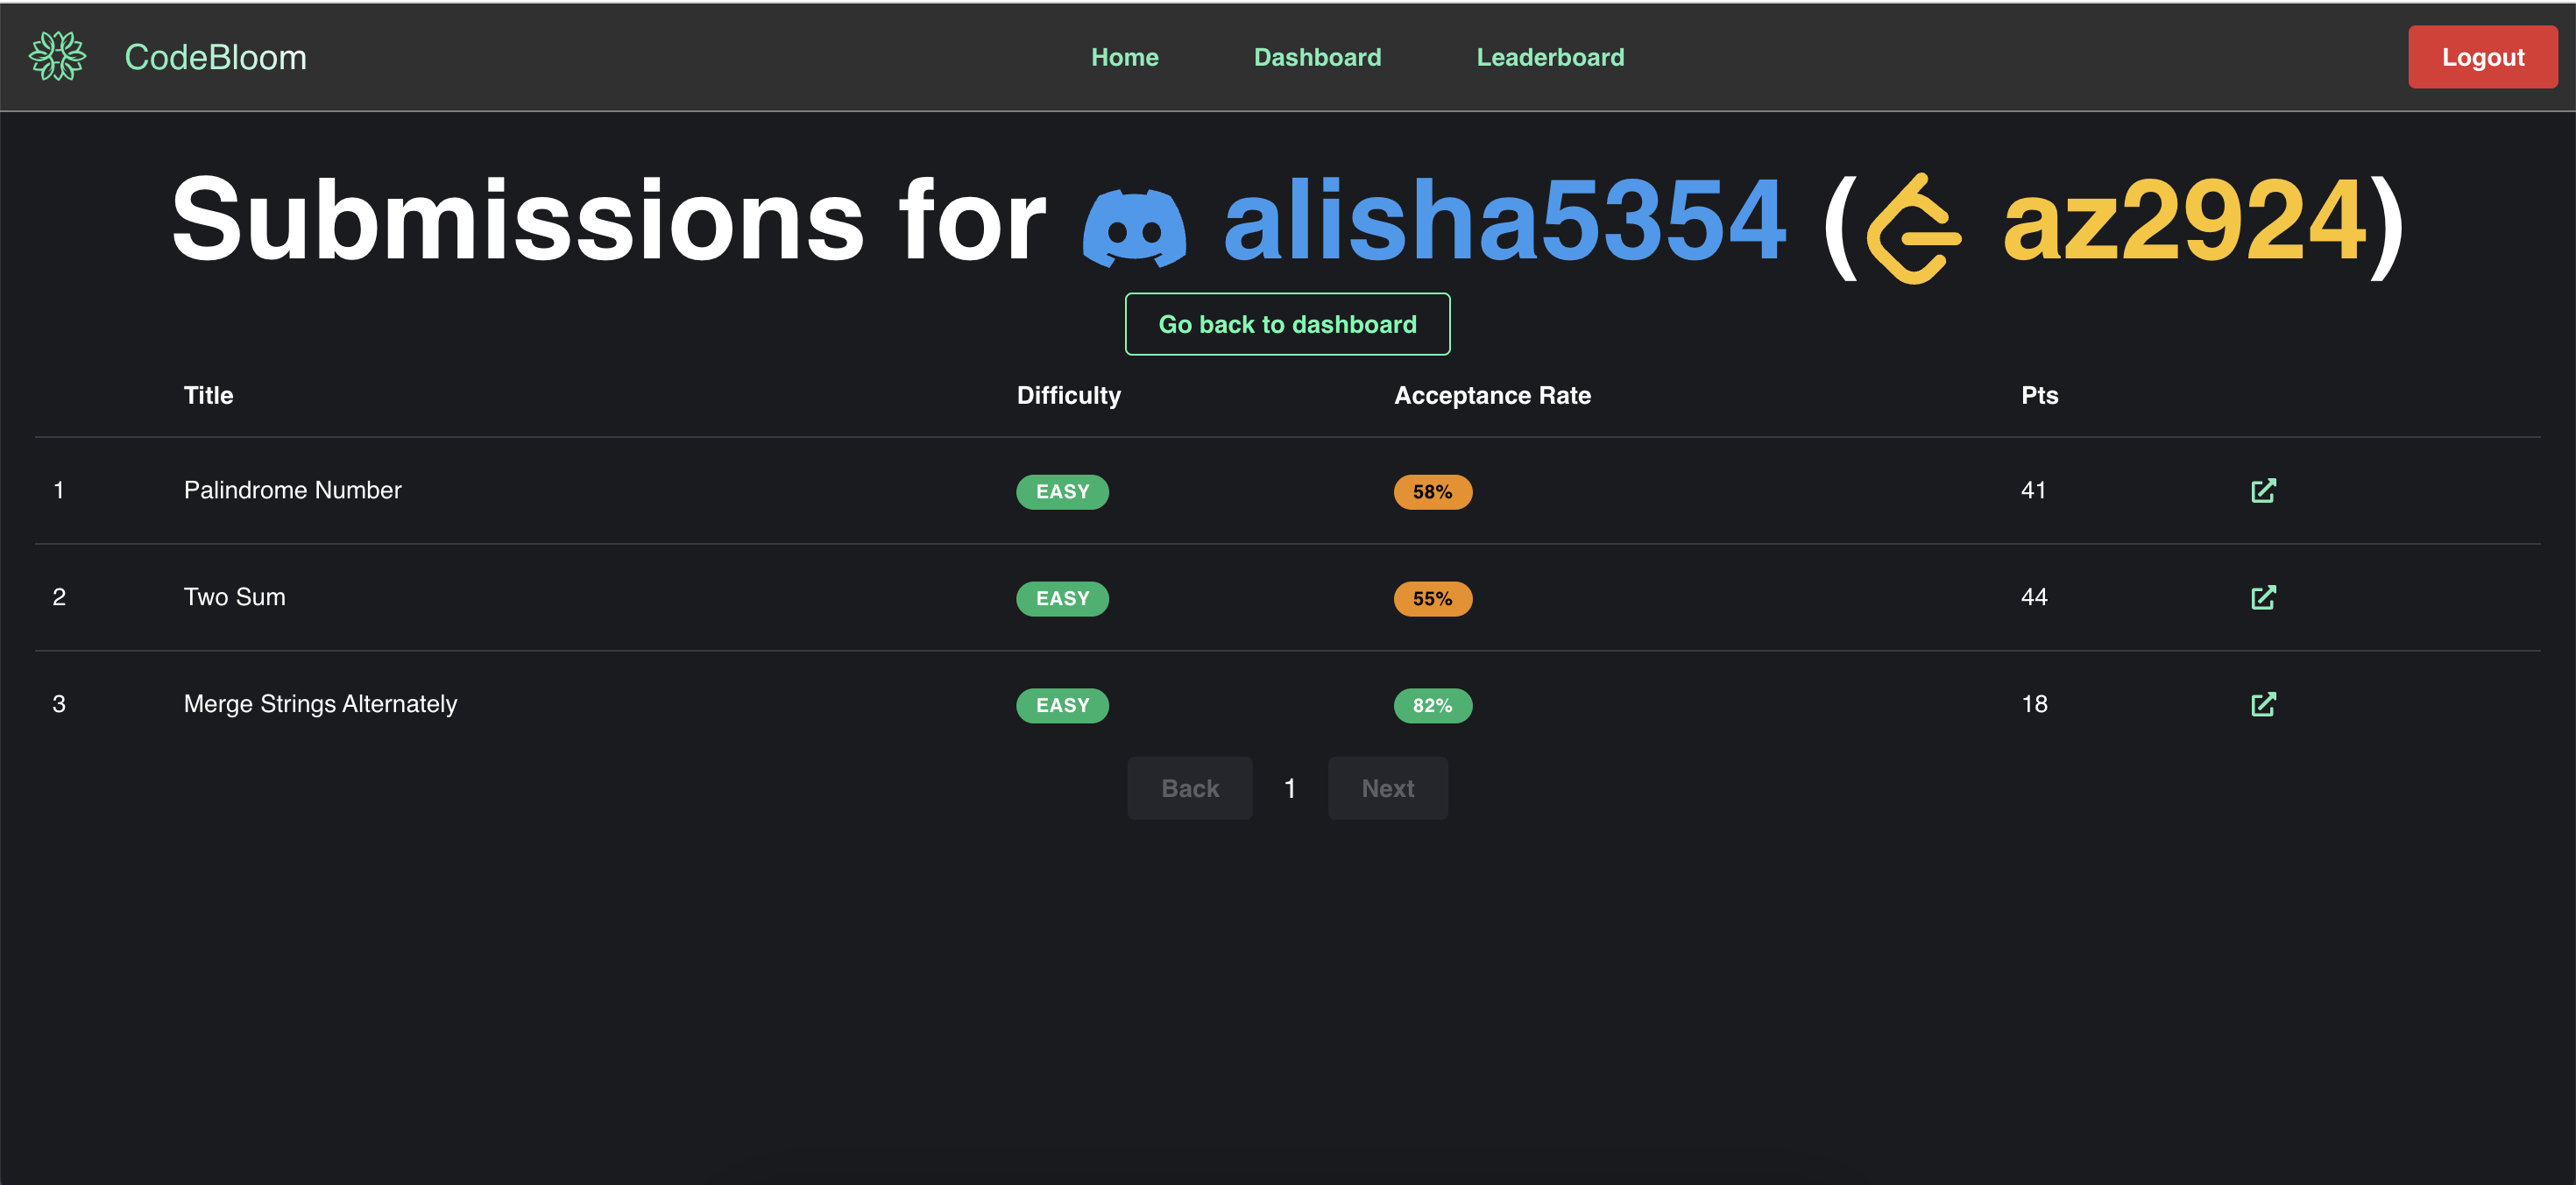 CodeBloom Home Dashboard Leaderboard Logout
Submissions for alisha5354 ( az2924)
Go back to dashboard
Title Difficulty Acceptance Rate Pts
1 Palindrome Number EASY 58% 41
2 Two Sum EASY 55% 44
3 Merge Strings Alternately EASY 82% 18
Back 1 Next